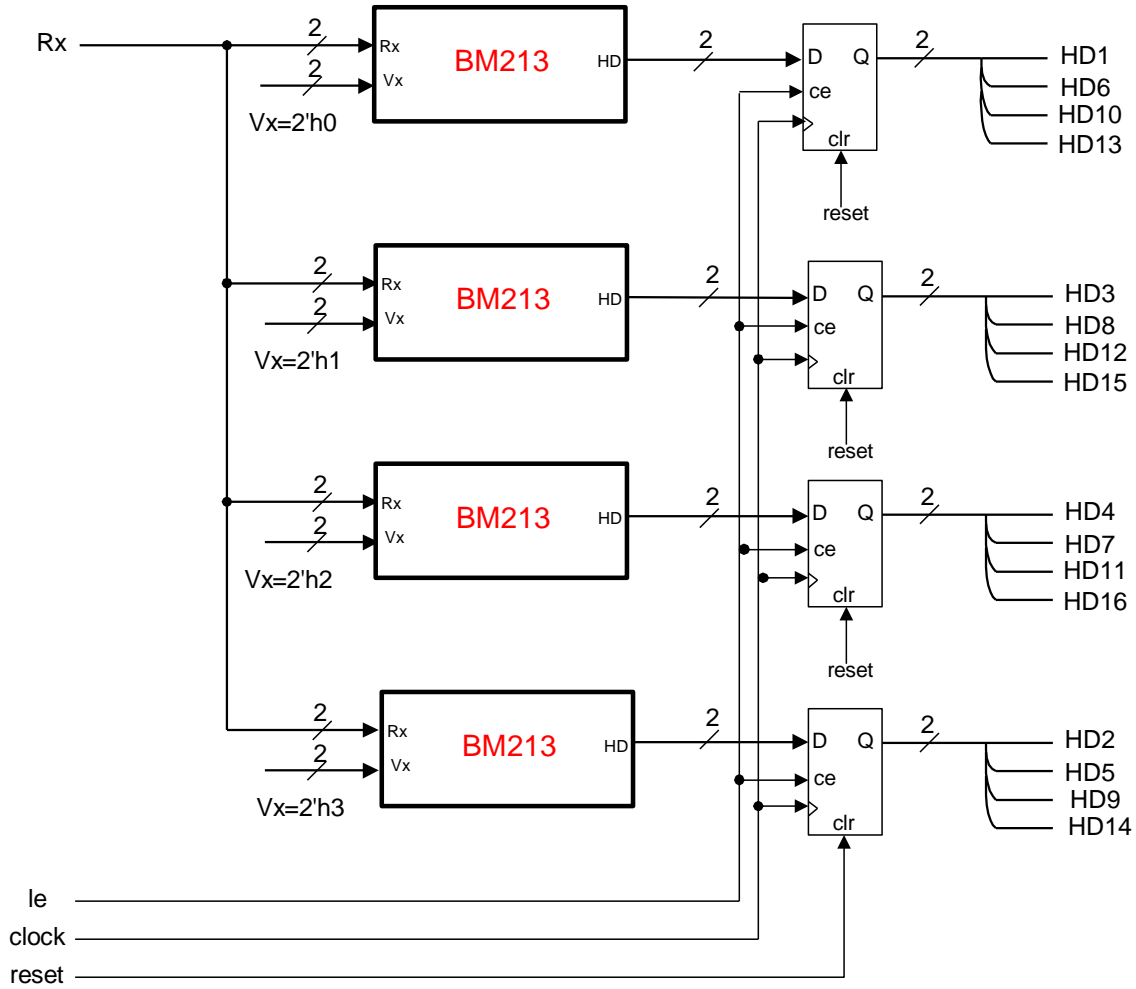 Rx 2 Rx BM213 HD 2 D Q 2 HD1
2 Vx ce HD6
Vx=2'h0 HD10
clr HD13
reset
2 Rx BM213 HD 2 D Q 2 HD3
2 Vx ce HD8
Vx=2'h1 HD12
clr HD15
reset
2 Rx BM213 HD 2 D Q 2 HD4
2 Vx ce HD7
Vx=2'h2 HD11
clr HD16
reset
2 Rx BM213 HD 2 D Q 2 HD2
2 Vx ce HD5
Vx=2'h3 HD9
clr HD14
le
clock
reset